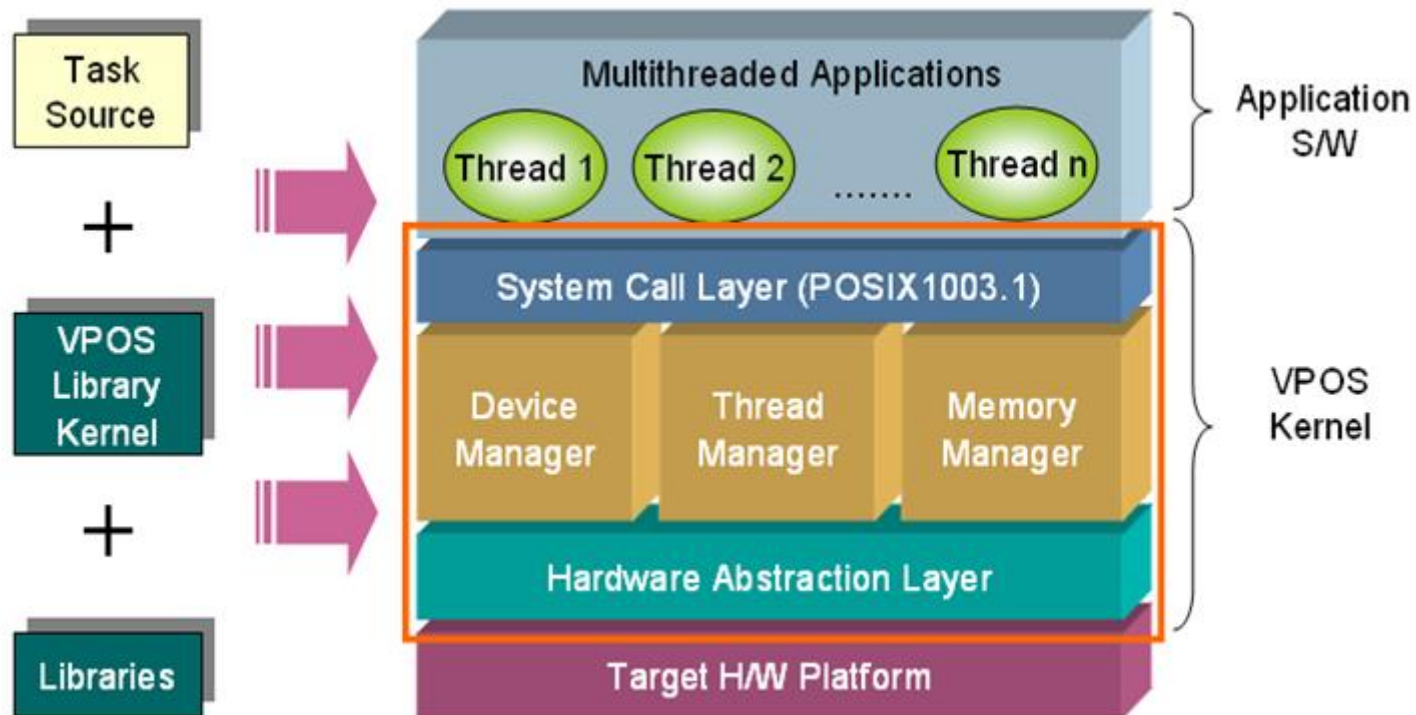 Task
Source
+
VPOS
Library
Kernel
+
Libraries
Multithreaded Applications
Thread 1
Thread 2
.......
Thread n
System Call Layer (POSIX1003.1)
Device
Manager
Thread
Manager
Memory
Manager
Hardware Abstraction Layer
Target H/W Platform
Application
S/W
VPOS
Kernel